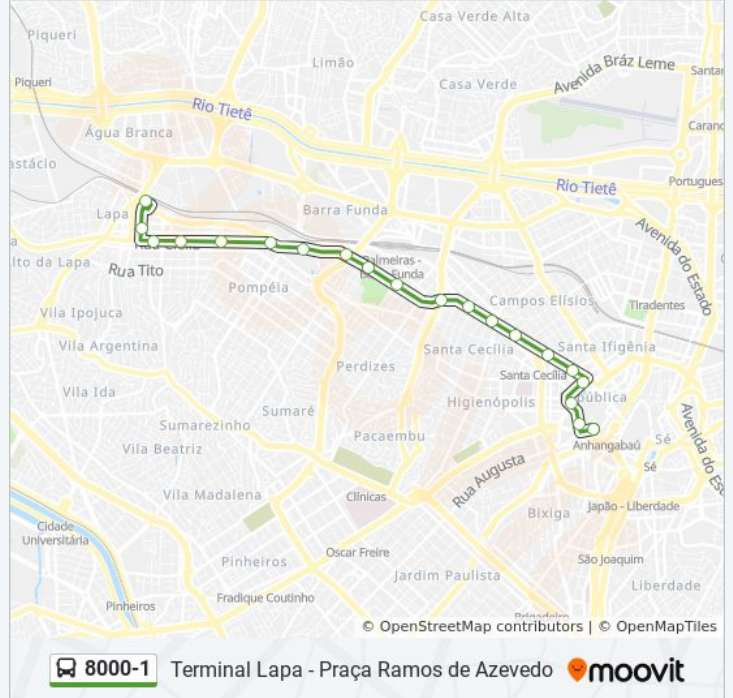 Casa Verde Alta
Piqueri
Limão
Avenida Bráz Leme
Santan
Piqueri
Casa Verde
Rio Tietê
Água Branca
Caran
astácio
Rio Tietê
Portugues
Lapa
Barra Funda
a
Avenida do Estado
lto da Lapa
Rua Tito
Palmeiras -
Funda
Pompéia
Campos Elísios
Tiradentes
Vila Ipojuca
Vila Argentina
Santa Cecília
Santa Ifigênia
Perdizes
Santa Cecília
Vila Ida
Higienópolis
pública
Sumaré
Sumarezinho
Pacaembu
Avenida do Est
Vila Beatriz
Anhangabaú
Sé
Sé
Rua Augusta
Vila Madalena
Clínicas
Japão - Liberdade
Bixiga
Cidade
Universitária
Oscar Freire
São Joaquim
Pinheiros
Jardim Paulista
Liberdade
Fradique Coutinho
Pinheiros
Brigadeiro
© OpenStreetMap contributors | © OpenMapTiles
8000-1 Terminal Lapa - Praça Ramos de Azevedo moovit